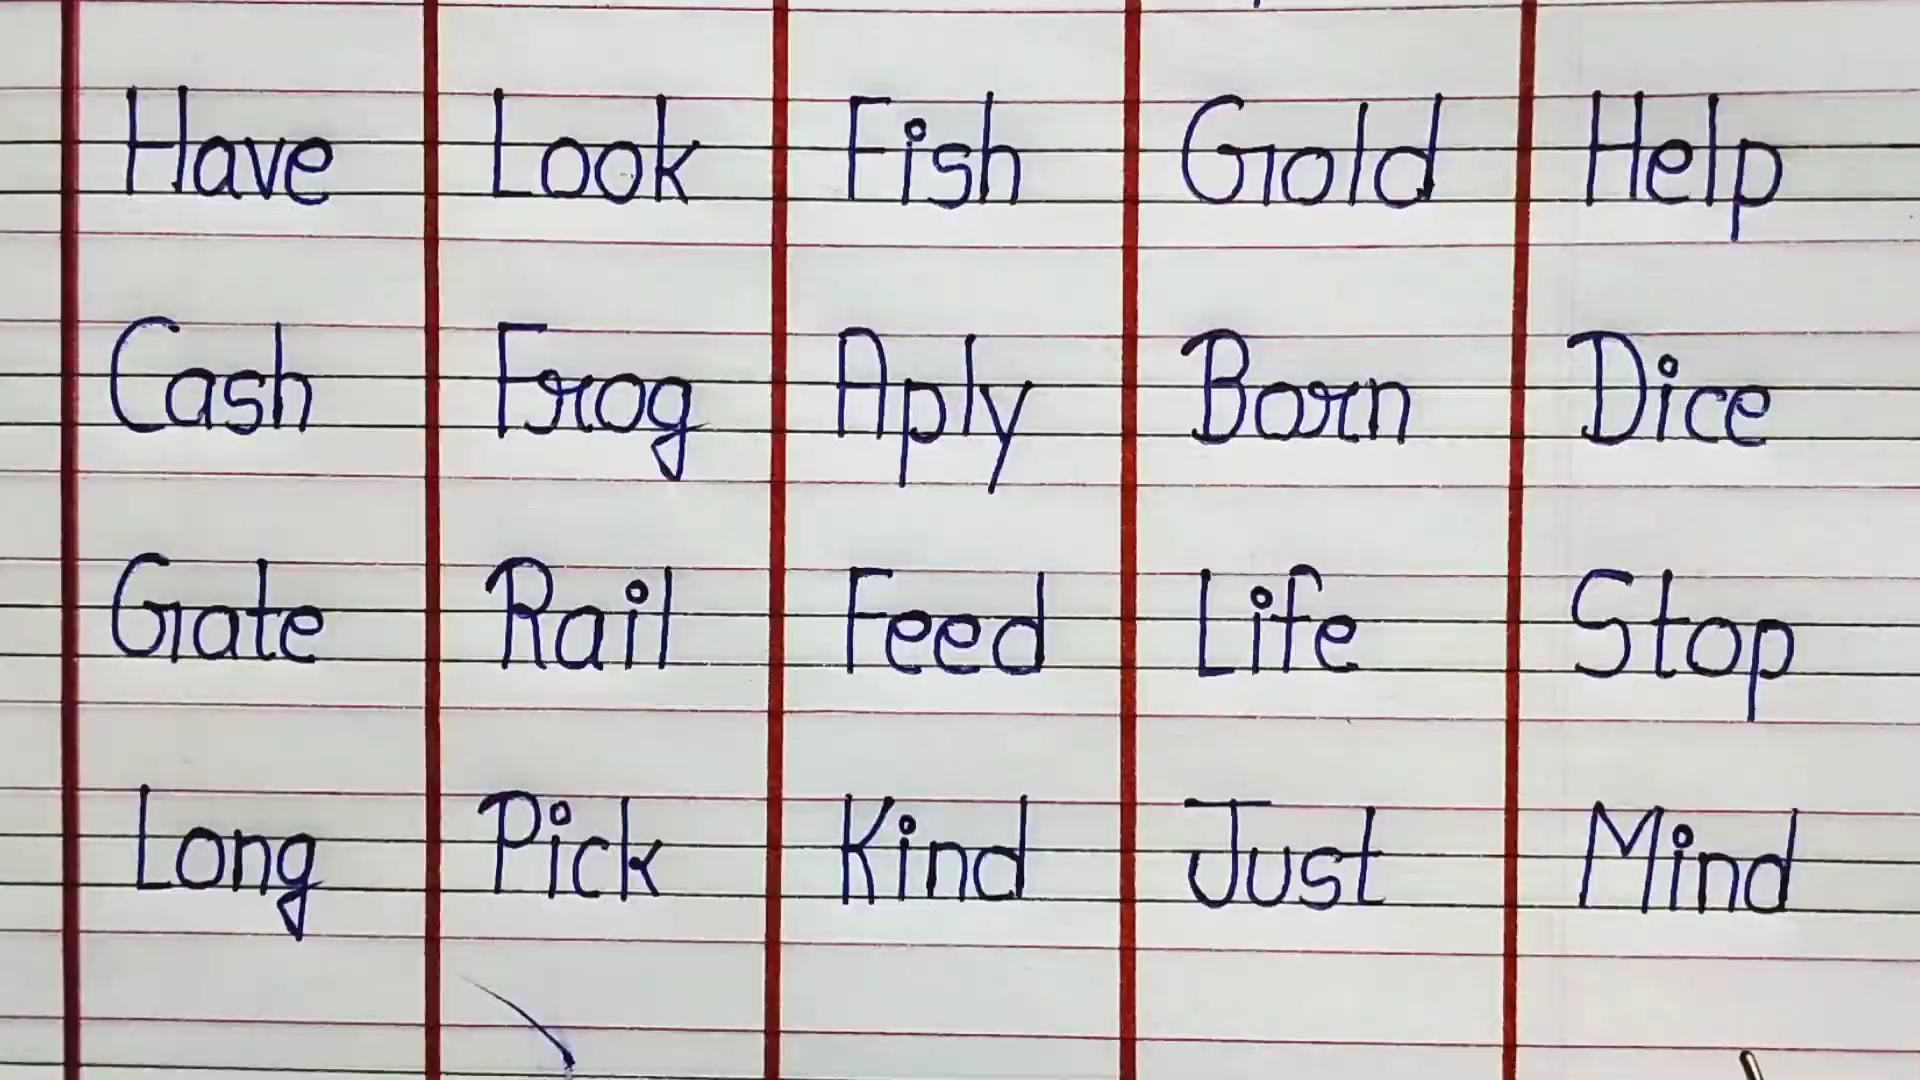 Have Look Fish Gold Help
Cash Frog Aply Born Dice
Gate Rail Feed Life Stop
Long Pick Kind Just Mind